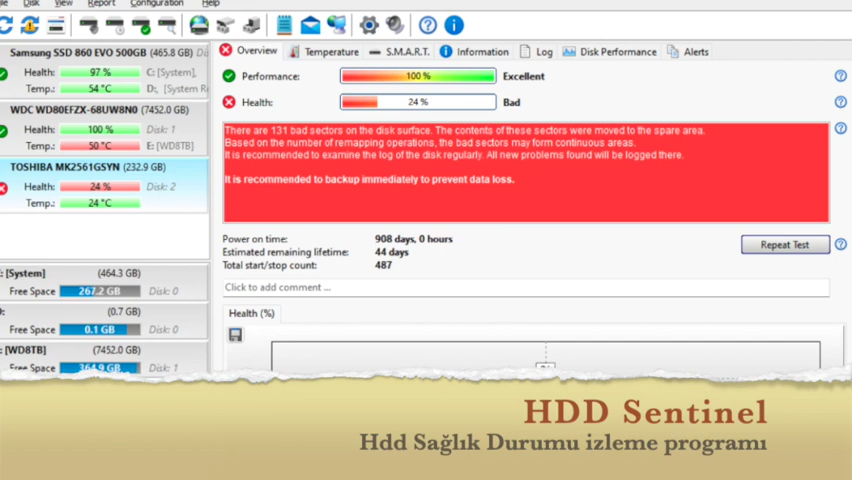 Disk View Report Configuration Help
Samsung SSD 860 EVO 500GB (465.8 GB) Di
Health: 97 % C: [System],
Temp.: 54 °C D:, [System R
WDC WD80EFZX-68UW8N0 (7452.0 GB)
Health: 100 % Disk: 1
Temp.: 50 °C E: [WD8TB]
TOSHIBA MK2561GSYN (232.9 GB)
Health: 24 % Disk: 2
Temp.: 24 °C
: [System] (464.3 GB)
Free Space 267.2 GB Disk: 0
: (0.7 GB)
Free Space 0.1 GB Disk: 0
: [WD8TB] (7452.0 GB)
Free Space 364.9 GB Disk: 1
Overview Temperature S.M.A.R.T. Information Log Disk Performance Alerts
Performance: 100 % Excellent
Health: 24 % Bad
There are 131 bad sectors on the disk surface. The contents of these sectors were moved to the spare area.
Based on the number of remapping operations, the bad sectors may form continuous areas.
It is recommended to examine the log of the disk regularly. All new problems found will be logged there.
It is recommended to backup immediately to prevent data loss.
Power on time: 908 days, 0 hours
Estimated remaining lifetime: 44 days
Total start/stop count: 487
Repeat Test
Click to add comment ...
Health (%)
HDD Sentinel
Hdd Sağlık Durumu izleme programı